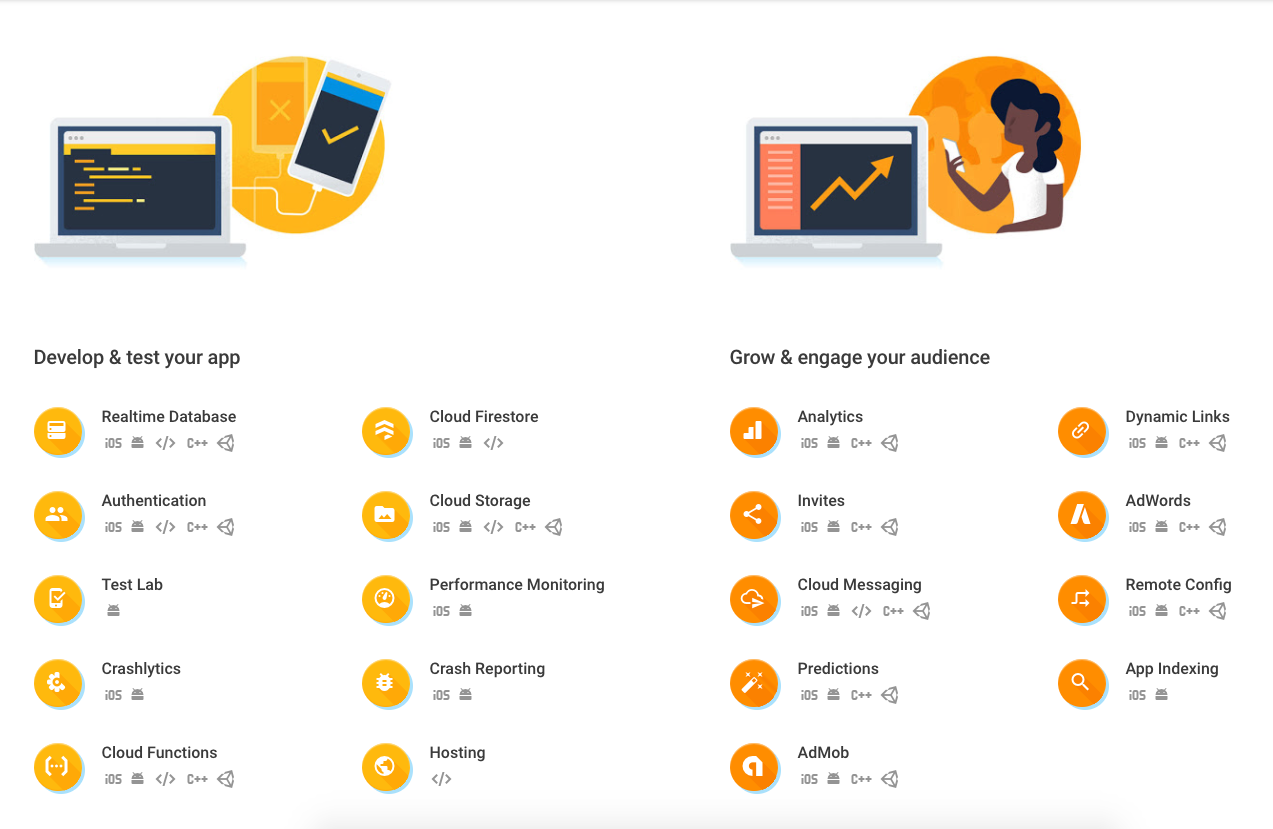 Develop & test your app
Realtime Database
iOS </> C++
Authentication
iOS </> C++
Test Lab
Crashlytics
iOS
Cloud Functions
iOS </> C++
Cloud Firestore
iOS </>
Cloud Storage
iOS </> C++
Performance Monitoring
iOS
Crash Reporting
iOS
Hosting
</>
Grow & engage your audience
Analytics
iOS C++
Invites
iOS C++
Cloud Messaging
iOS </> C++
Predictions
iOS C++
AdMob
iOS C++
Dynamic Links
iOS C++
AdWords
iOS C++
Remote Config
iOS C++
App Indexing
iOS